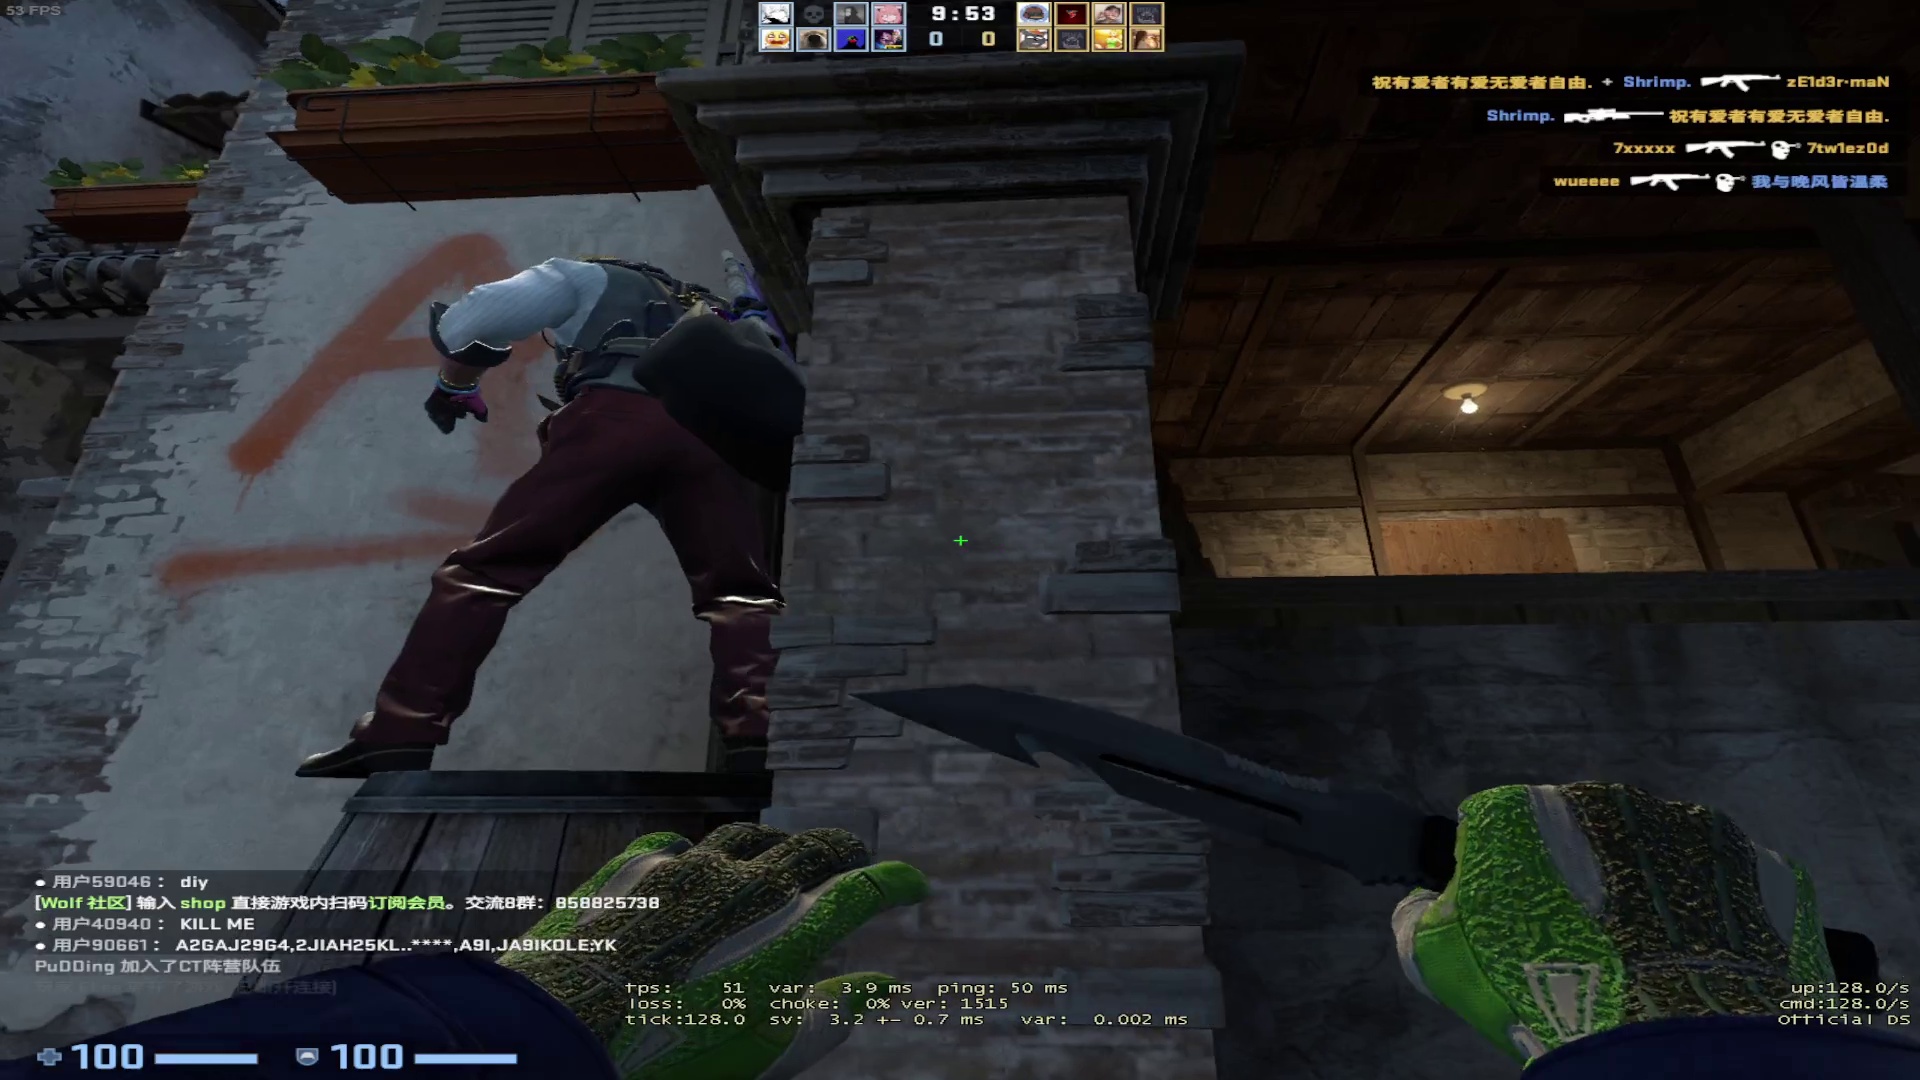 53 FPS
9:53
0 0
祝有爱者有爱无爱者自由. + Shrimp. zE1d3r·maN
Shrimp. 祝有爱者有爱无爱者自由.
7xxxxx 7tw1ez0d
wueeee 我与晚风皆温柔
A
用户59046： diy
[Wolf 社区] 输入 shop 直接游戏内扫码订阅会员。交流8群：858825738
用户40940： KILL ME
用户90661： A2GAJ29G4,2JIAH25KL..****,A9I,JA9IKOLE;YK
PuDDing 加入了CT阵营队伍
fps: 51 var: 3.9 ms ping: 50 ms
loss: 0% choke: 0% ver: 1515
tick:128.0 sv: 3.2 +- 0.7 ms var: 0.002 ms
up:128.0/s
cmd:128.0/s
Official DS
100 100